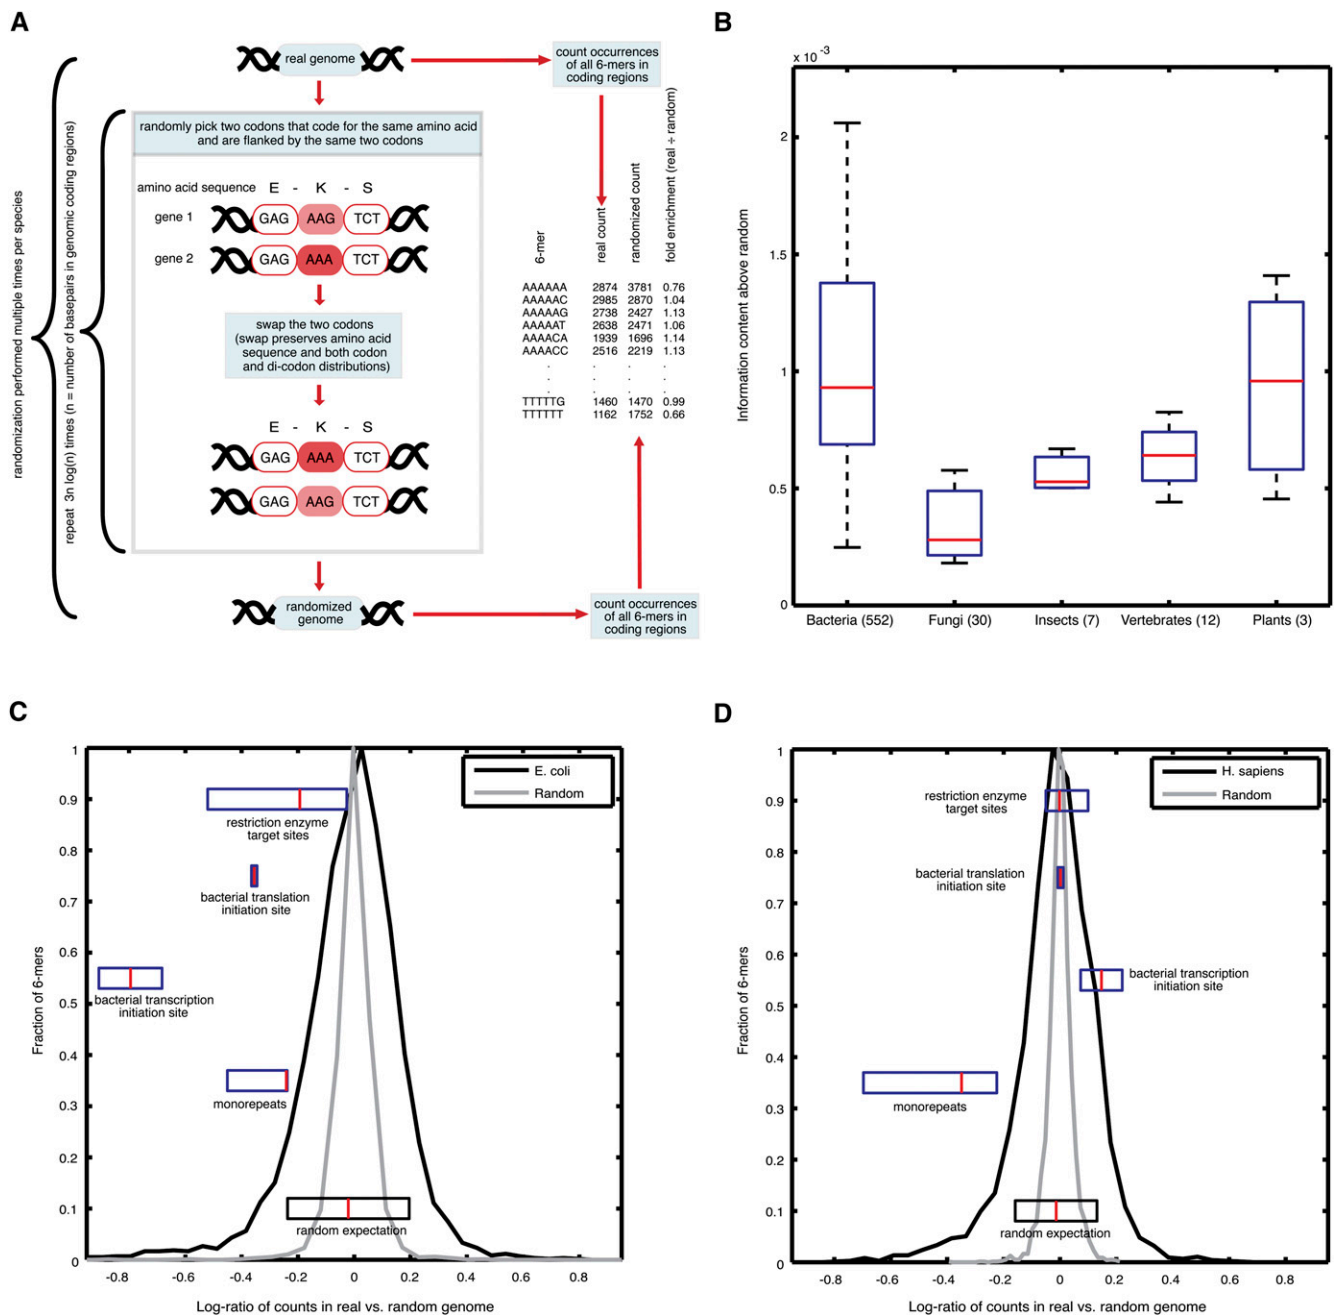 A
real genome
count occurrences
of all 6-mers in
coding regions
randomization performed multiple times per species
repeat 3n log(n) times (n = number of basepairs in genomic coding regions)
randomly pick two codons that code for the same amino acid
and are flanked by the same two codons
amino acid sequence E - K - S
gene 1 GAG AAG TCT
gene 2 GAG AAA TCT
swap the two codons
(swap preserves amino acid
sequence and both codon
and di-codon distributions)
E - K - S
GAG AAA TCT
GAG AAG TCT
randomized
genome
count occurrences
of all 6-mers in
coding regions
6-mer real count randomized count fold enrichment (real ÷ random)
AAAAAA 2874 3781 0.76
AAAAAC 2985 2870 1.04
AAAAAG 2738 2427 1.13
AAAAAT 2638 2471 1.06
AAAACA 1939 1696 1.14
AAAACC 2516 2219 1.13
. . . .
. . . .
. . . .
TTTTTG 1460 1470 0.99
TTTTTT 1162 1752 0.66
B
x 10 -3
Information content above random
2
1.5
1
0.5
0
Bacteria (552) Fungi (30) Insects (7) Vertebrates (12) Plants (3)
C
Fraction of 6-mers
1
0.9
0.8
0.7
0.6
0.5
0.4
0.3
0.2
0.1
0
E. coli
Random
restriction enzyme
target sites
bacterial translation
initiation site
bacterial transcription
initiation site
monorepeats
random expectation
-0.8 -0.6 -0.4 -0.2 0 0.2 0.4 0.6 0.8
Log-ratio of counts in real vs. random genome
D
Fraction of 6-mers
1
0.9
0.8
0.7
0.6
0.5
0.4
0.3
0.2
0.1
0
H. sapiens
Random
restriction enzyme
target sites
bacterial translation
initiation site
bacterial transcription
initiation site
monorepeats
random expectation
-0.8 -0.6 -0.4 -0.2 0 0.2 0.4 0.6 0.8
Log-ratio of counts in real vs. random genome